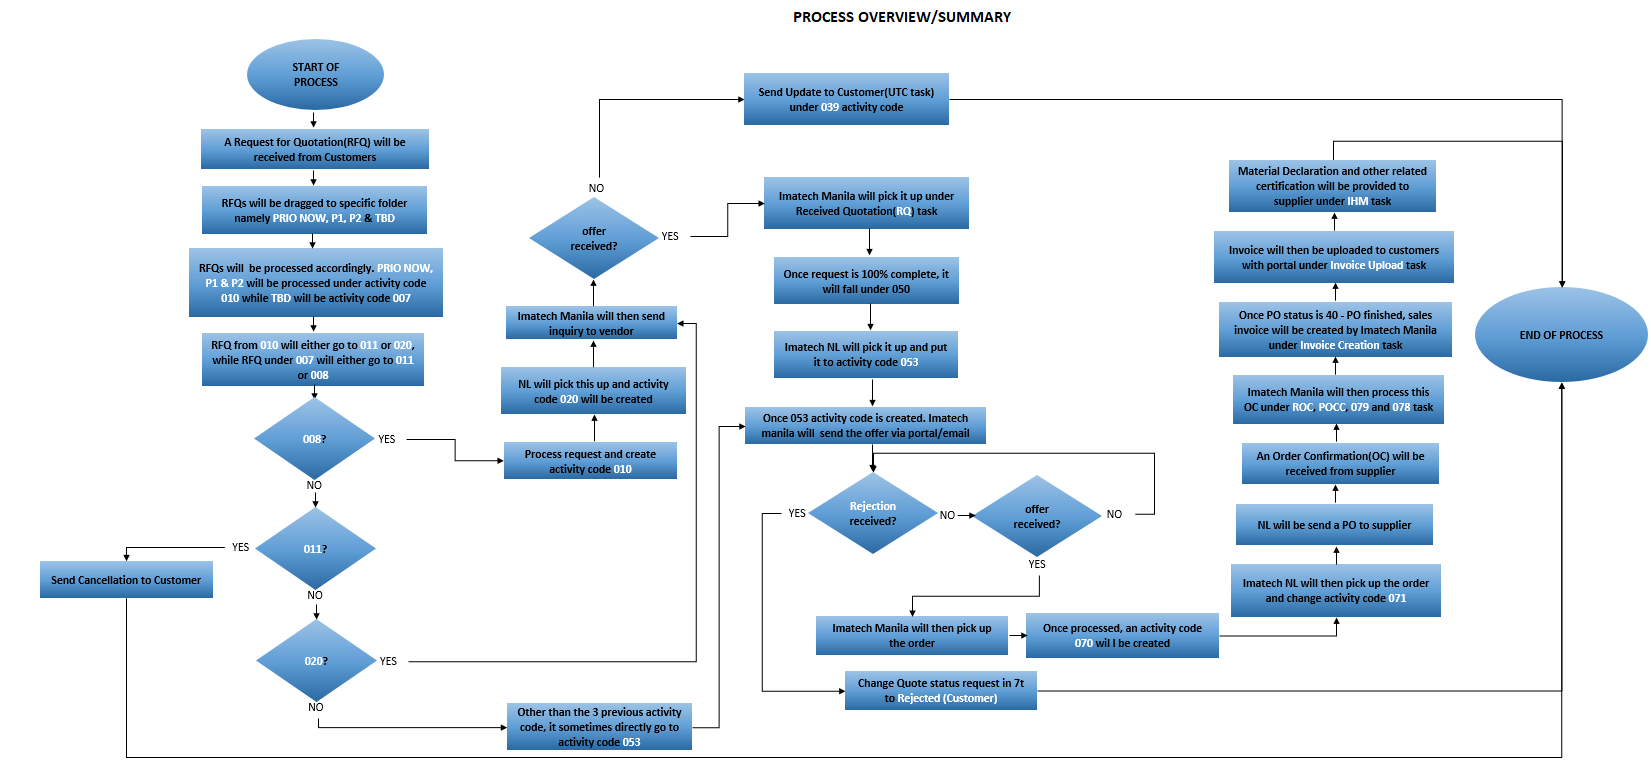 PROCESS OVERVIEW/SUMMARY
START OF
PROCESS
A Request for Quotation(RFQ) will be
received from Customers
RFQs will be dragged to specific folder
namely PRIO NOW, P1, P2 & TBD
RFQs will  be processed accordingly. PRIO NOW,
P1 & P2 will be processed under activity code
010 while TBD will be activity code 007
RFQ from 010 will either go to 011 or 020,
while RFQ under 007 will either go to 011
or 008
008?
YES
NO
011?
YES
NO
Send Cancellation to Customer
020?
YES
NO
Other than the 3 previous activity
code, it sometimes directly go to
activity code 053
Process request and create
activity code 010
NL will pick this up and activity
code 020 will be created
Imatech Manila will then send
inquiry to vendor
offer
received?
NO
YES
Send Update to Customer(UTC task)
under 039 activity code
Imatech Manila will pick it up under
Received Quotation(RQ) task
Once request is 100% complete, it
will fall under 050
Imatech NL will pick it up and put
it to activity code 053
Once 053 activity code is created. Imatech
manila will  send the offer via portal/email
Rejection
received?
YES
NO
offer
received?
NO
YES
Imatech Manila will then pick up
the order
Once processed, an activity code
070 wil l be created
Change Quote status request in 7t
to Rejected (Customer)
Imatech NL will then pick up the order
and change activity code 071
NL will be send a PO to supplier
An Order Confirmation(OC) will be
received from supplier
Imatech Manila will then process this
OC under ROC, POCC, 079 and 078 task
Once PO status is 40 - PO finished, sales
invoice will be created by Imatech Manila
under Invoice Creation task
Invoice will then be uploaded to customers
with portal under Invoice Upload task
Material Declaration and other related
certification will be provided to
supplier under IHM task
END OF PROCESS